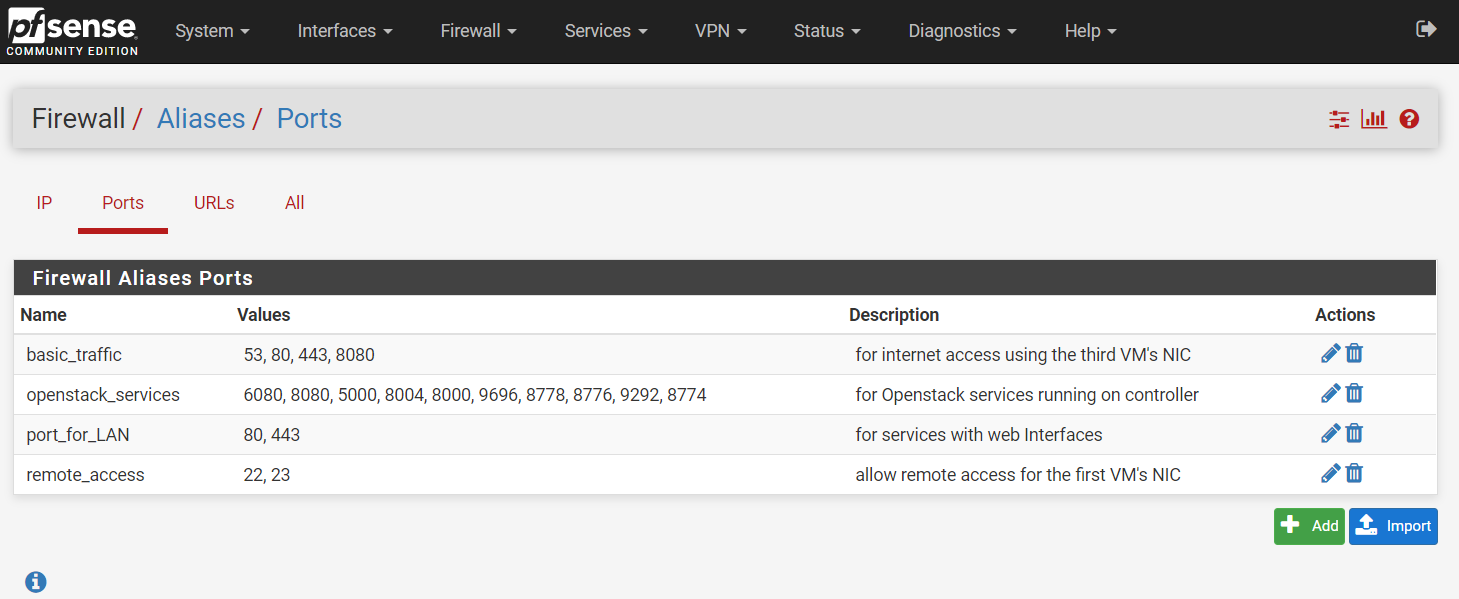 pfsense
COMMUNITY EDITION
System Interfaces Firewall Services VPN Status Diagnostics Help
Firewall / Aliases / Ports
IP Ports URLs All
Firewall Aliases Ports
Name Values Description Actions
basic_traffic 53, 80, 443, 8080 for internet access using the third VM's NIC
openstack_services 6080, 8080, 5000, 8004, 8000, 9696, 8778, 8776, 9292, 8774 for Openstack services running on controller
port_for_LAN 80, 443 for services with web Interfaces
remote_access 22, 23 allow remote access for the first VM's NIC
Add Import